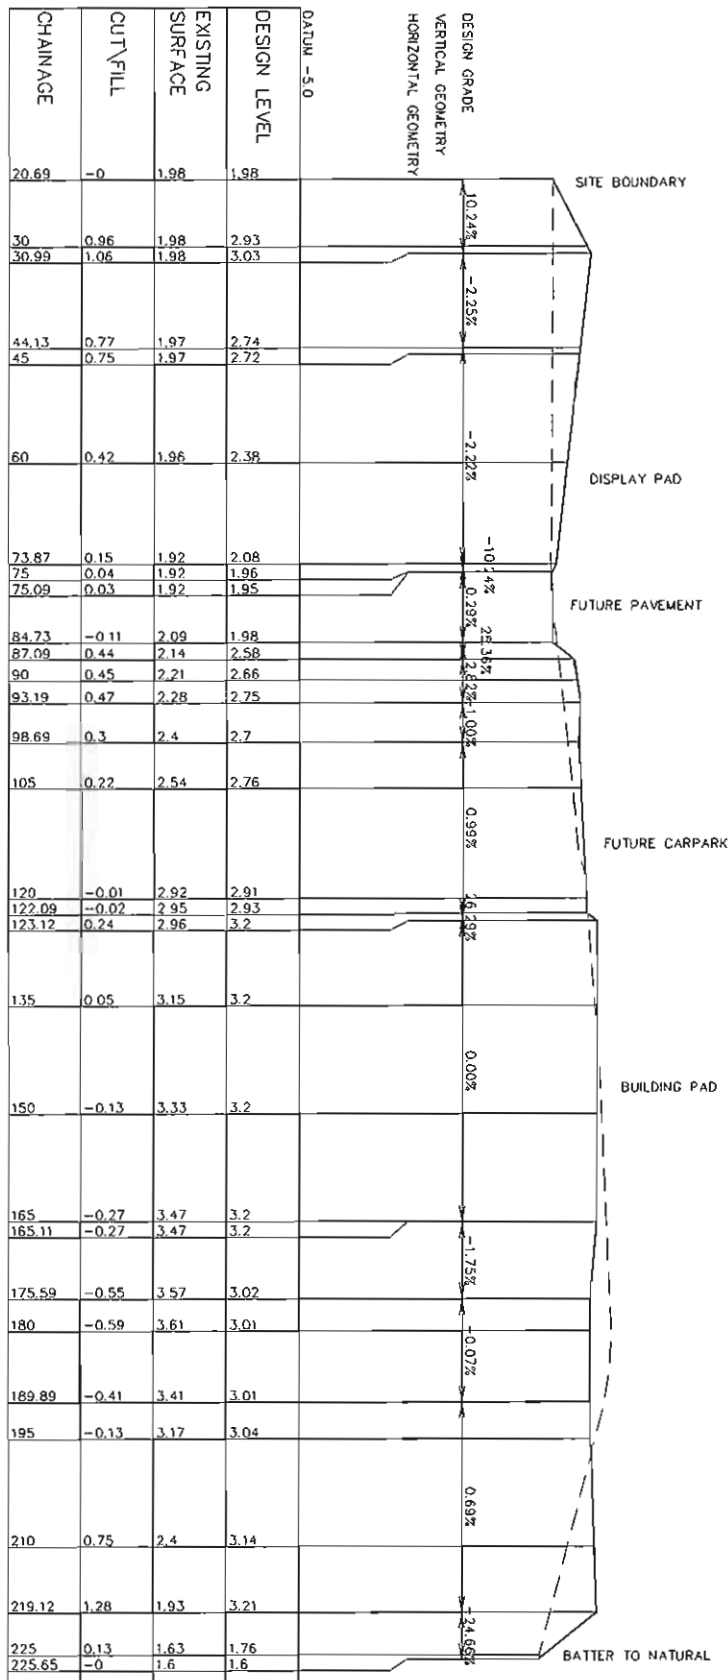 DESIGN GRADE
VERTICAL GEOMETRY
HORIZONTAL GEOMETRY
DATUM -5.0
DESIGN LEVEL
EXISTING
SURFACE
CUT\FILL
CHAINAGE
20.69 -0 1.98 1.98
30 0.96 1.98 2.93
30.99 1.06 1.98 3.03
44.13 0.77 1.97 2.74
45 0.75 1.97 2.72
60 0.42 1.96 2.38
73.87 0.15 1.92 2.08
75 0.04 1.92 1.96
75.09 0.03 1.92 1.95
84.73 -0.11 2.09 1.98
87.09 0.44 2.14 2.58
90 0.45 2.21 2.66
93.19 0.47 2.28 2.75
98.69 0.3 2.4 2.7
105 0.22 2.54 2.76
120 -0.01 2.92 2.91
122.09 -0.02 2.95 2.93
123.12 0.24 2.96 3.2
135 0.05 3.15 3.2
150 -0.13 3.33 3.2
165 -0.27 3.47 3.2
165.11 -0.27 3.47 3.2
175.59 -0.55 3.57 3.02
180 -0.59 3.61 3.01
189.89 -0.41 3.41 3.01
195 -0.13 3.17 3.04
210 0.75 2.4 3.14
219.12 1.28 1.93 3.21
225 0.13 1.63 1.76
225.65 -0 1.6 1.6
10.24%
-2.25%
-2.22%
-10.24%
0.29%
25.36%
2.82%
-1.00%
0.99%
26.29%
0.00%
-1.75%
-0.07%
0.69%
-24.66%
SITE BOUNDARY
DISPLAY PAD
FUTURE PAVEMENT
FUTURE CARPARK
BUILDING PAD
BATTER TO NATURAL